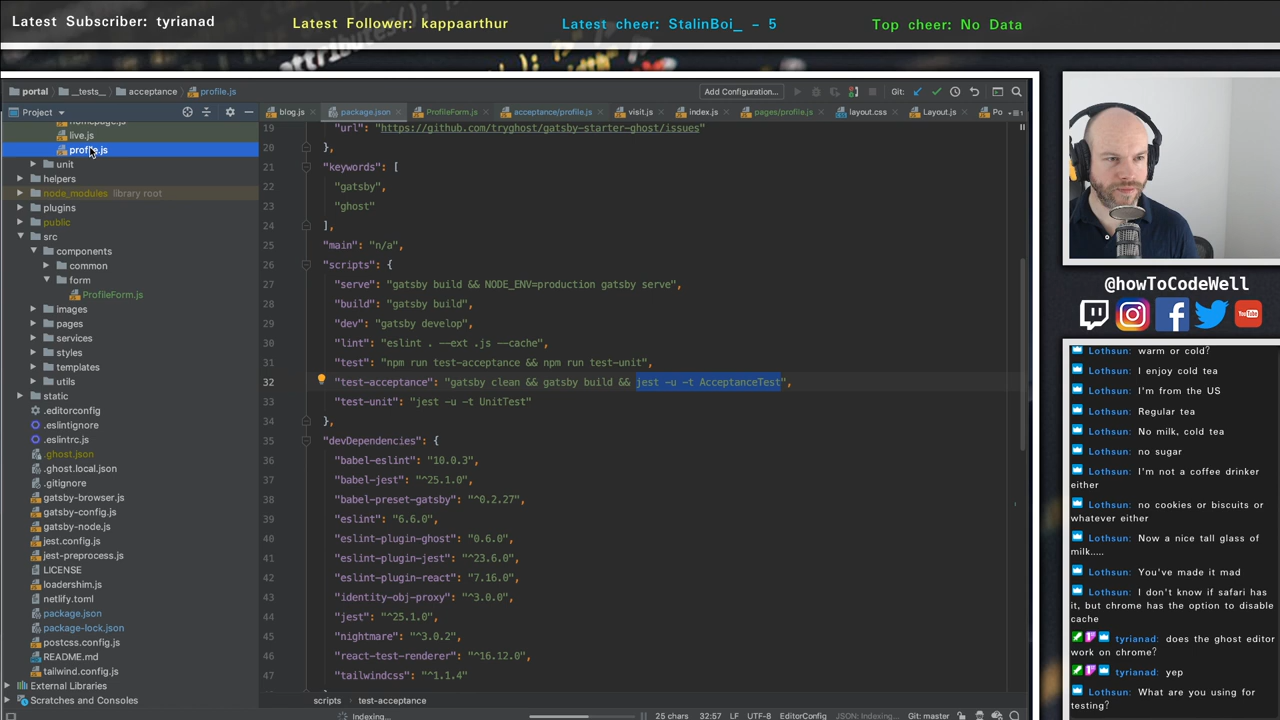 Latest Subscriber: tyrianad
Latest Follower: kappaarthur
Latest cheer: StalinBoi_ - 5
Top cheer: No Data
portal
__tests__
acceptance
profile.js
Add Configuration...
Git:
Project
blog.js
package.json
ProfileForm.js
acceptance/profile.js
visit.js
index.js
pages/profile.js
layout.css
Layout.js
Po
homepage.js
live.js
profile.js
unit
helpers
node_modules library root
plugins
public
src
components
common
form
ProfileForm.js
images
pages
services
styles
templates
utils
static
.editorconfig
.eslintignore
.eslintrc.js
.ghost.json
.ghost.local.json
.gitignore
gatsby-browser.js
gatsby-config.js
gatsby-node.js
jest.config.js
jest-preprocess.js
LICENSE
loadershim.js
netlify.toml
package.json
package-lock.json
postcss.config.js
README.md
tailwind.config.js
External Libraries
Scratches and Consoles
19 "url": "https://github.com/tryghost/gatsby-starter-ghost/issues"
20 },
21 "keywords": [
22 "gatsby",
23 "ghost"
24 ],
25 "main": "n/a",
26 "scripts": {
27 "serve": "gatsby build && NODE_ENV=production gatsby serve",
28 "build": "gatsby build",
29 "dev": "gatsby develop",
30 "lint": "eslint . --ext .js --cache",
31 "test": "npm run test-acceptance && npm run test-unit",
32 "test-acceptance": "gatsby clean && gatsby build && jest -u -t AcceptanceTest",
33 "test-unit": "jest -u -t UnitTest"
34 },
35 "devDependencies": {
36 "babel-eslint": "10.0.3",
37 "babel-jest": "^25.1.0",
38 "babel-preset-gatsby": "^0.2.27",
39 "eslint": "6.6.0",
40 "eslint-plugin-ghost": "0.6.0",
41 "eslint-plugin-jest": "^23.6.0",
42 "eslint-plugin-react": "7.16.0",
43 "identity-obj-proxy": "^3.0.0",
44 "jest": "^25.1.0",
45 "nightmare": "^3.0.2",
46 "react-test-renderer": "^16.12.0",
47 "tailwindcss": "^1.1.4"
scripts
test-acceptance
Indexing...
25 chars
32:57
LF
UTF-8
EditorConfig
JSON: Indexing...
Git: master
@howToCodeWell
YouTube
Lothsun: warm or cold?
Lothsun: I enjoy cold tea
Lothsun: I'm from the US
Lothsun: Regular tea
Lothsun: No milk, cold tea
Lothsun: no sugar
Lothsun: I'm not a coffee drinker
either
Lothsun: no cookies or biscuits or
whatever either
Lothsun: Now a nice tall glass of
milk.....
Lothsun: You've made it mad
Lothsun: I don't know if safari has
it, but chrome has the option to disable
cache
tyrianad: does the ghost editor
work on chrome?
tyrianad: yep
Lothsun: What are you using for
testing?